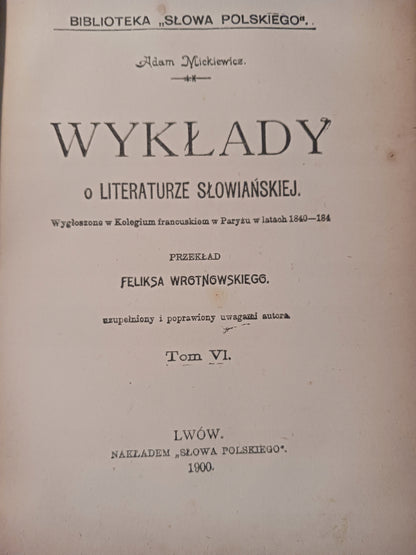 BIBLIOTEKA „SŁOWA POLSKIEGO".
Adam Mickiewicz.
WYKŁADY
o LITERATURZE SŁOWIAŃSKIEJ.
Wygłoszone w Kolegium francuskiem w Paryżu w latach 1840—184
PRZEKŁAD
FELIKSA WROTNOWSKIEGO.
uzupełniony i poprawiony uwagami autora.
Tom VI.
LWÓW.
NAKŁADEM „SŁOWA POLSKIEGO".
1900.